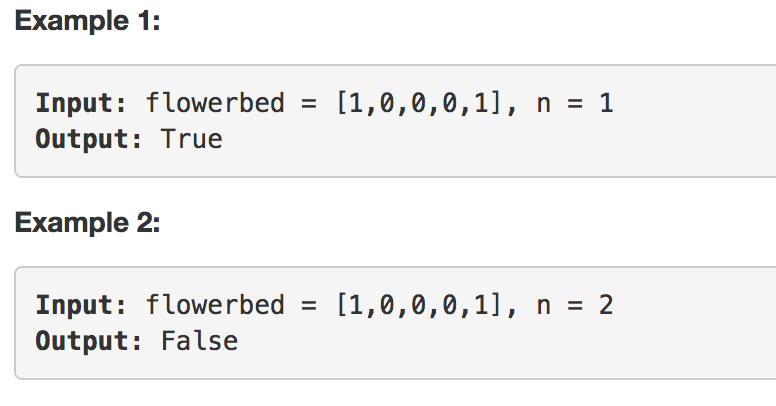 Example 1:
Input: flowerbed = [1,0,0,0,1], n = 1
Output: True
Example 2:
Input: flowerbed = [1,0,0,0,1], n = 2
Output: False